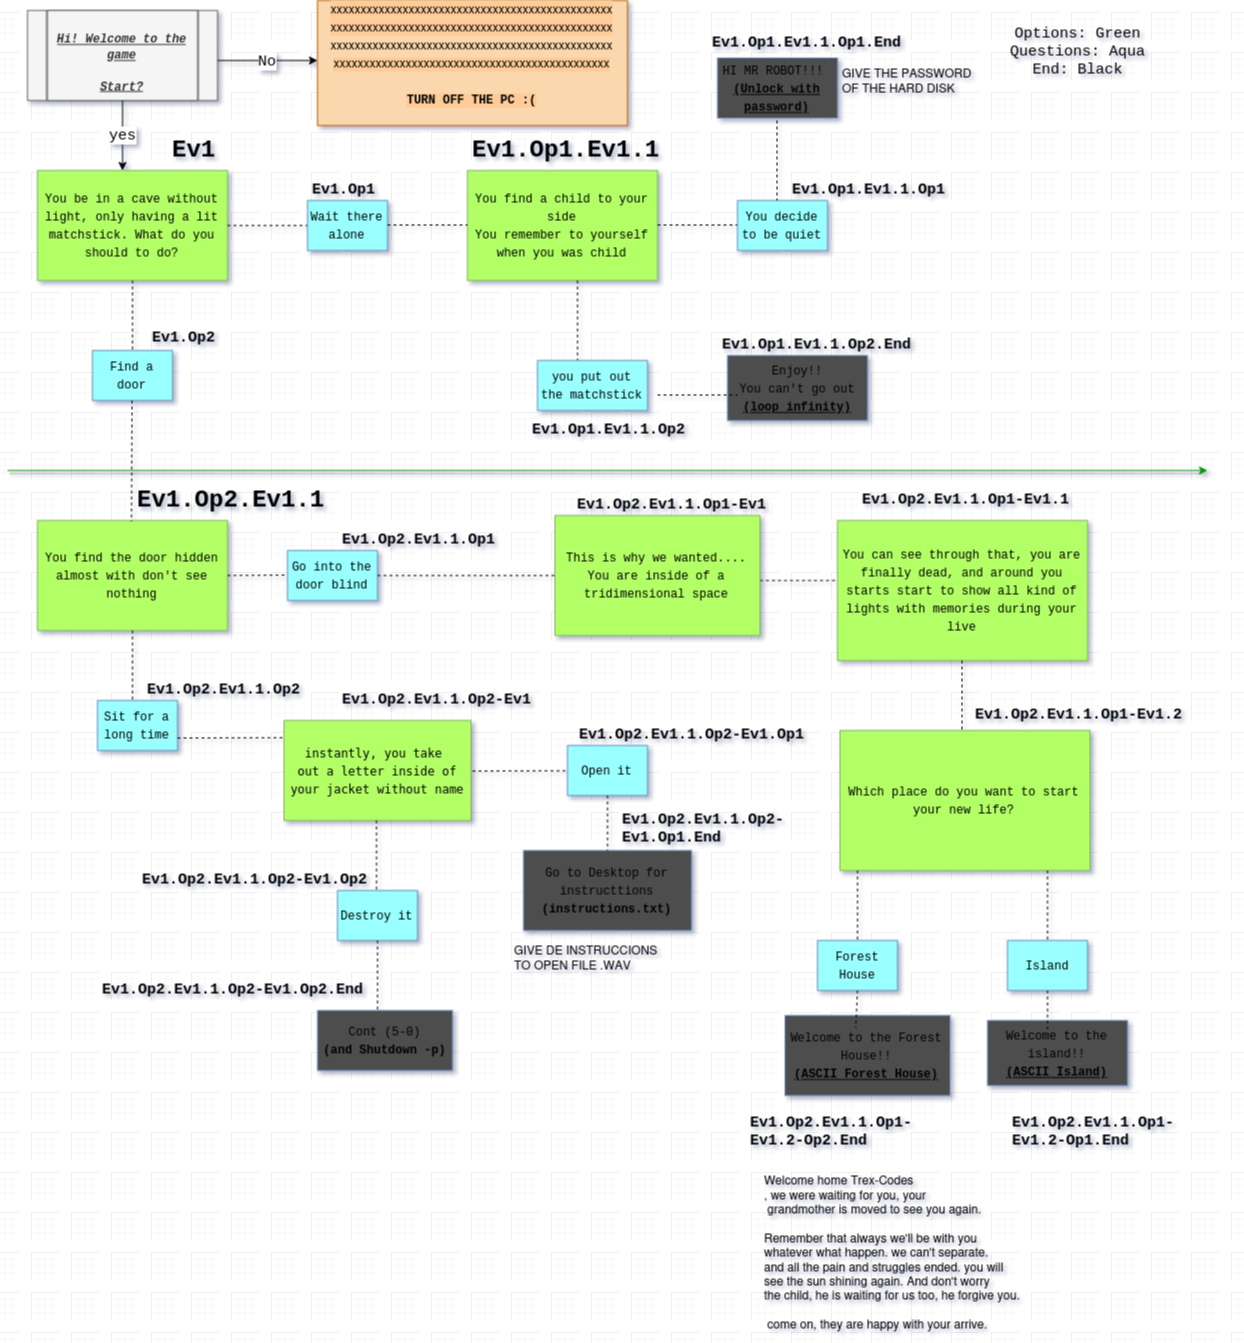 Hi! Welcome to the
game
Start?
No
yes
xxxxxxxxxxxxxxxxxxxxxxxxxxxxxxxxxxxxxxxxxxxxxxx
xxxxxxxxxxxxxxxxxxxxxxxxxxxxxxxxxxxxxxxxxxxxxxx
xxxxxxxxxxxxxxxxxxxxxxxxxxxxxxxxxxxxxxxxxxxxxxx
xxxxxxxxxxxxxxxxxxxxxxxxxxxxxxxxxxxxxxxxxxxxxx
TURN OFF THE PC :(
Ev1.Op1.Ev1.1.Op1.End
HI MR ROBOT!!!
(Unlock with
password)
GIVE THE PASSWORD
OF THE HARD DISK
Options: Green
Questions: Aqua
End: Black
Ev1
You be in a cave without
light, only having a lit
matchstick. What do you
should to do?
Ev1.Op1
Wait there
alone
Ev1.Op1.Ev1.1
You find a child to your
side
You remember to yourself
when you was child
Ev1.Op1.Ev1.1.Op1
You decide
to be quiet
Ev1.Op2
Find a
door
you put out
the matchstick
Ev1.Op1.Ev1.1.Op2
Ev1.Op1.Ev1.1.Op2.End
Enjoy!!
You can't go out
(loop infinity)
Ev1.Op2.Ev1.1
You find the door hidden
almost with don't see
nothing
Ev1.Op2.Ev1.1.Op1
Go into the
door blind
Ev1.Op2.Ev1.1.Op1-Ev1
This is why we wanted....
You are inside of a
tridimensional space
Ev1.Op2.Ev1.1.Op1-Ev1.1
You can see through that, you are
finally dead, and around you
starts start to show all kind of
lights with memories during your
live
Ev1.Op2.Ev1.1.Op2
Sit for a
long time
Ev1.Op2.Ev1.1.Op2-Ev1
instantly, you take
out a letter inside of
your jacket without name
Ev1.Op2.Ev1.1.Op2-Ev1.Op1
Open it
Ev1.Op2.Ev1.1.Op2-
Ev1.Op1.End
Go to Desktop for
instructtions
(instructions.txt)
GIVE DE INSTRUCCIONS
TO OPEN FILE .WAV
Ev1.Op2.Ev1.1.Op1-Ev1.2
Which place do you want to start
your new life?
Ev1.Op2.Ev1.1.Op2-Ev1.Op2
Destroy it
Ev1.Op2.Ev1.1.Op2-Ev1.Op2.End
Cont (5-0)
(and Shutdown -p)
Forest
House
Island
Welcome to the Forest
House!!
(ASCII Forest House)
Welcome to the
island!!
(ASCII Island)
Ev1.Op2.Ev1.1.Op1-
Ev1.2-Op2.End
Ev1.Op2.Ev1.1.Op1-
Ev1.2-Op1.End
Welcome home Trex-Codes
, we were waiting for you, your
grandmother is moved to see you again.
Remember that always we'll be with you
whatever what happen. we can't separate.
and all the pain and struggles ended. you will
see the sun shining again. And don't worry
the child, he is waiting for us too, he forgive you.
come on, they are happy with your arrive.